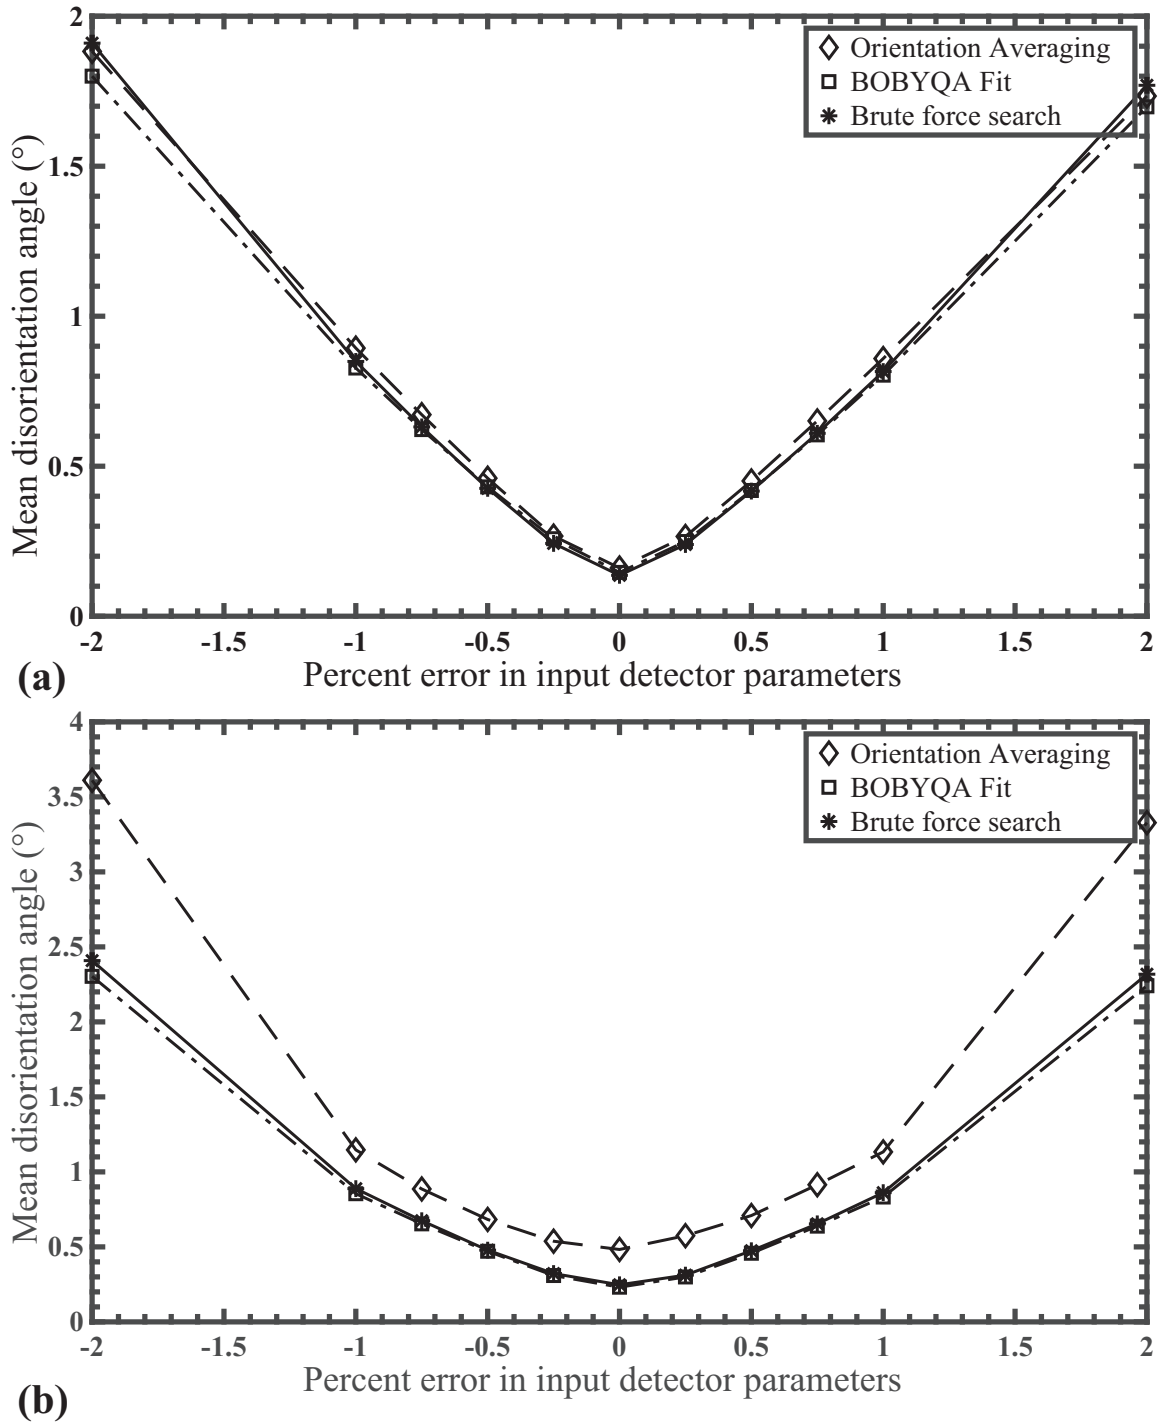 2
Orientation Averaging
BOBYQA Fit
Brute force search
1.5
1
0.5
0
Mean disorientation angle (°)
-2 -1.5 -1 -0.5 0 0.5 1 1.5 2
Percent error in input detector parameters
(a)
4
Orientation Averaging
BOBYQA Fit
Brute force search
3.5
3
2.5
2
1.5
1
0.5
0
Mean disorientation angle (°)
-2 -1.5 -1 -0.5 0 0.5 1 1.5 2
Percent error in input detector parameters
(b)